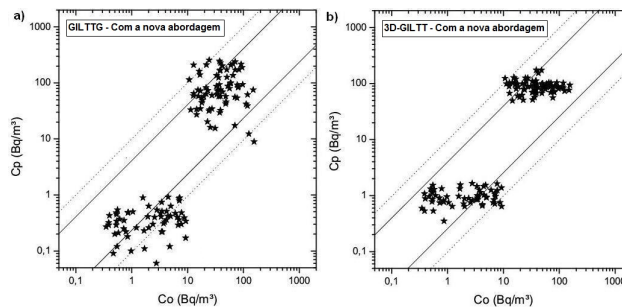 a)
GILTTG - Com a nova abordagem
1000
100
10
1
0,1
Cp (Bq/m³)
0,1 1 10 100 1000
Co (Bq/m³)
b)
3D-GILTT - Com a nova abordagem
1000
100
10
1
0,1
Cp (Bq/m³)
0,1 1 10 100 1000
Co (Bq/m³)